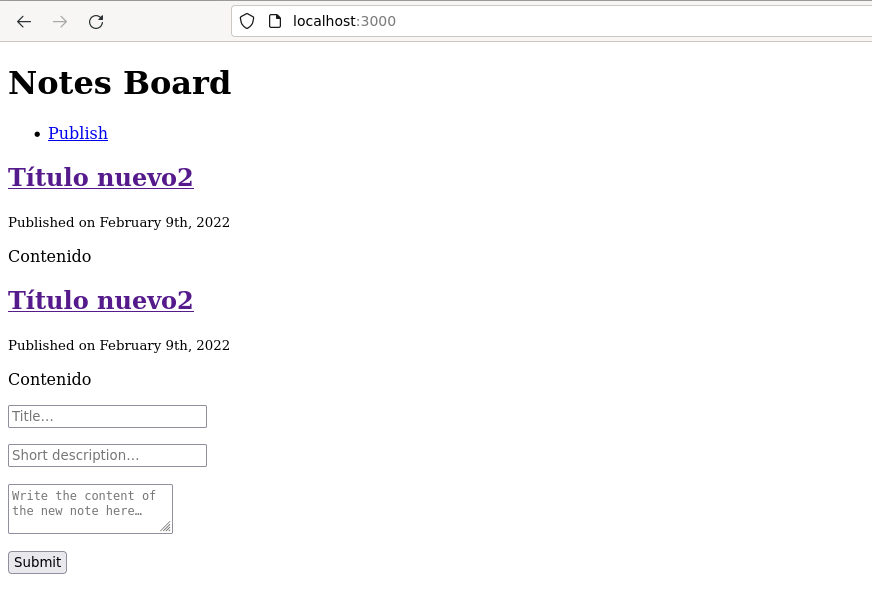 localhost:3000
Notes Board
Publish
Título nuevo2
Published on February 9th, 2022
Contenido
Título nuevo2
Published on February 9th, 2022
Contenido
Title...
Short description...
Write the content of
the new note here…
Submit